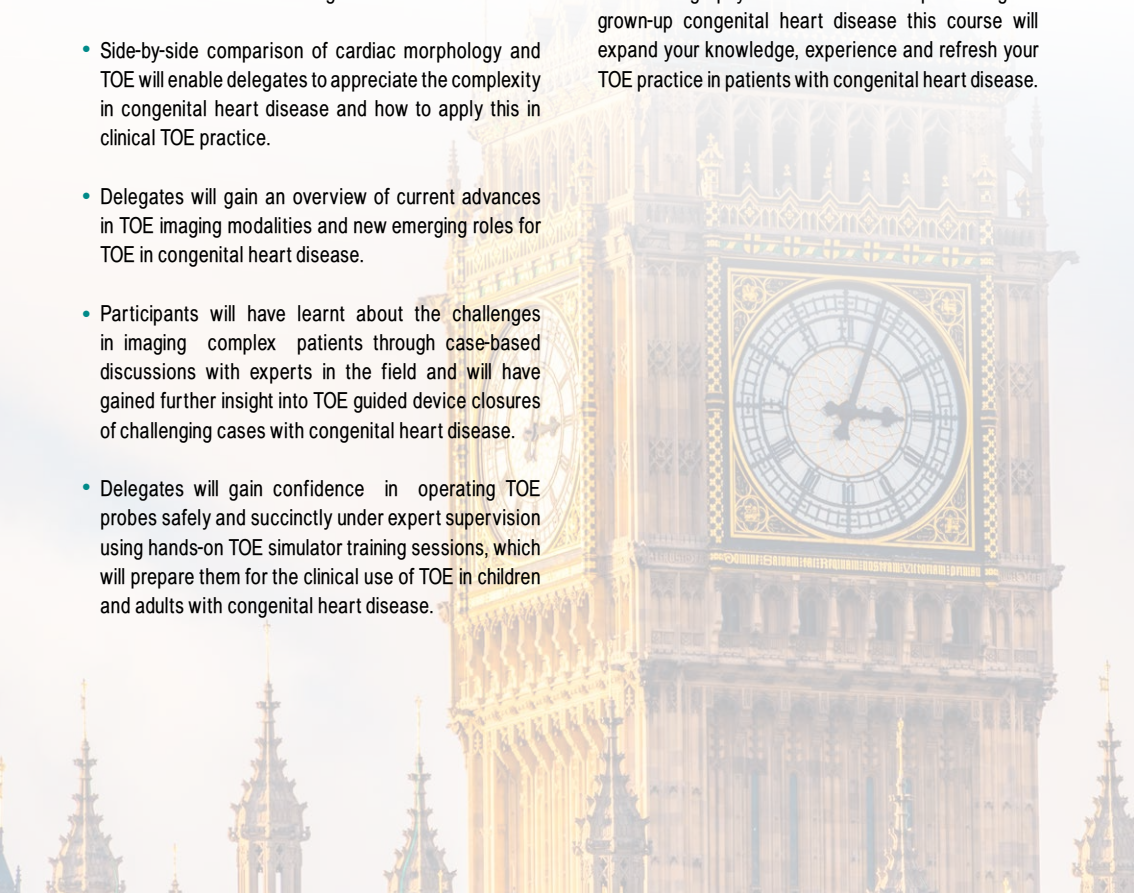 Side-by-side comparison of cardiac morphology and
TOE will enable delegates to appreciate the complexity
in congenital heart disease and how to apply this in
clinical TOE practice.
Delegates will gain an overview of current advances
in TOE imaging modalities and new emerging roles for
TOE in congenital heart disease.
Participants will have learnt about the challenges
in imaging complex patients through case-based
discussions with experts in the field and will have
gained further insight into TOE guided device closures
of challenging cases with congenital heart disease.
Delegates will gain confidence in operating TOE
probes safely and succinctly under expert supervision
using hands-on TOE simulator training sessions, which
will prepare them for the clinical use of TOE in children
and adults with congenital heart disease.
grown-up congenital heart disease this course will
expand your knowledge, experience and refresh your
TOE practice in patients with congenital heart disease.